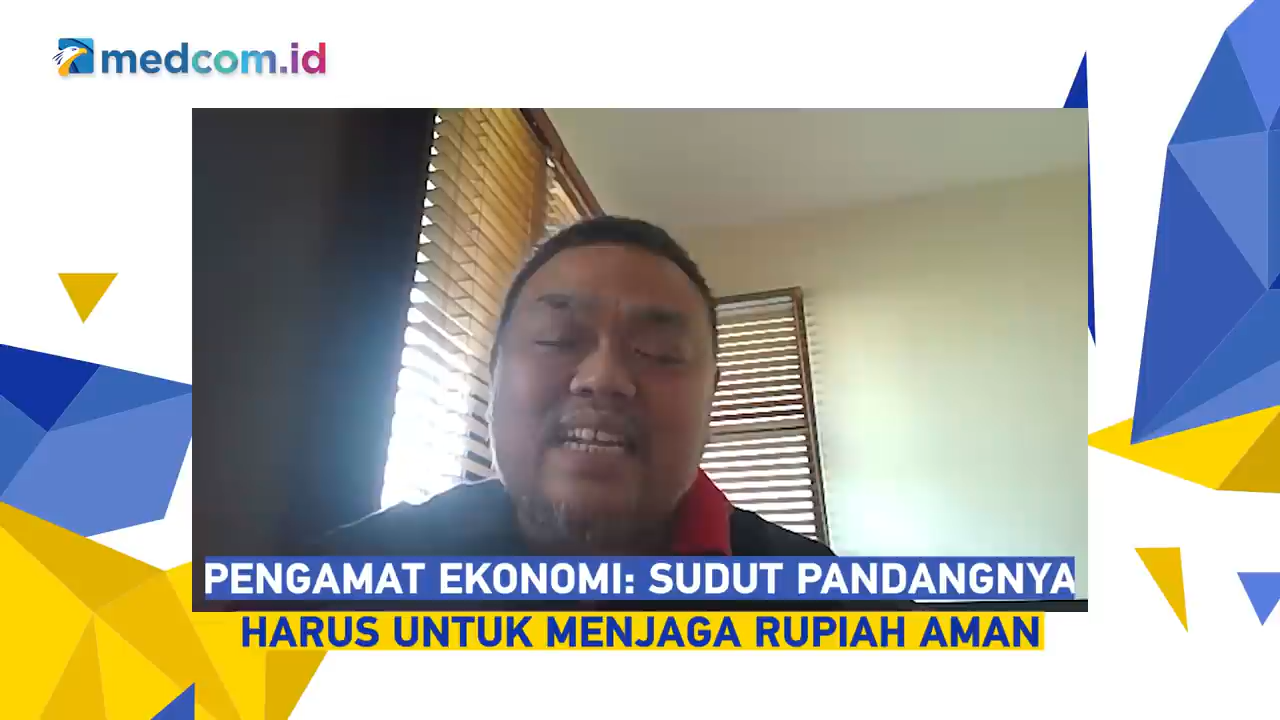 medcom.id
PENGAMAT EKONOMI: SUDUT PANDANGNYA
HARUS UNTUK MENJAGA RUPIAH AMAN